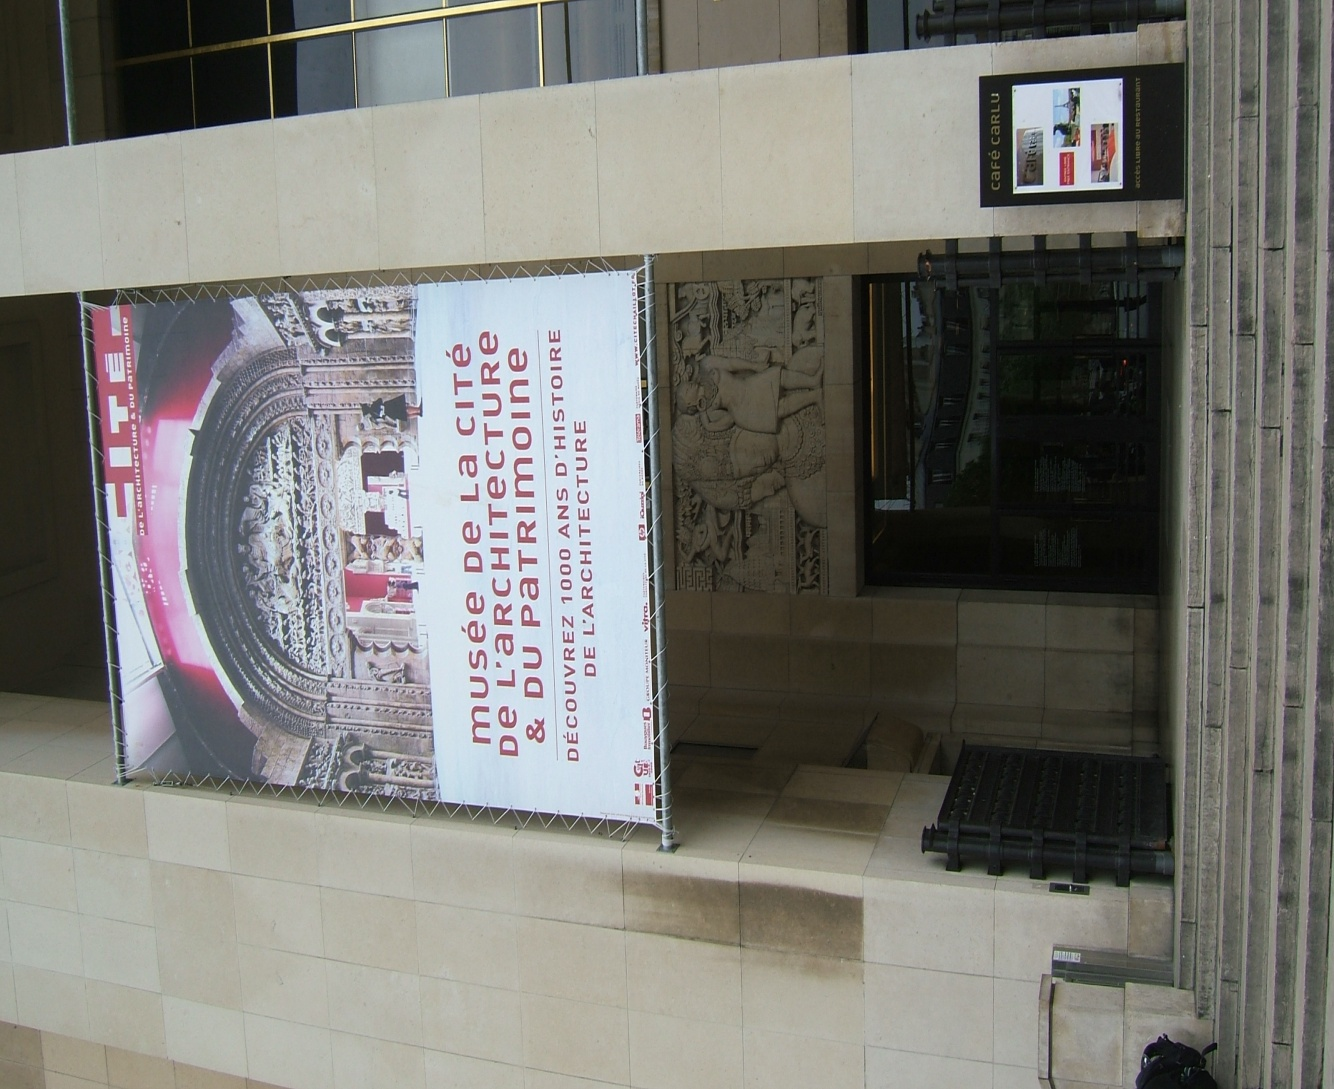 CITÉ
DE L'ARCHITECTURE & DU PATRIMOINE
musée DE La CITÉ
DE L'aRCHITECTURE
& DU PaTRImoine
DÉCOUVREZ 1000 ANS D'HISTOIRE
DE L'ARCHITECTURE
vitra.
café carlu
accès libre au restaurant